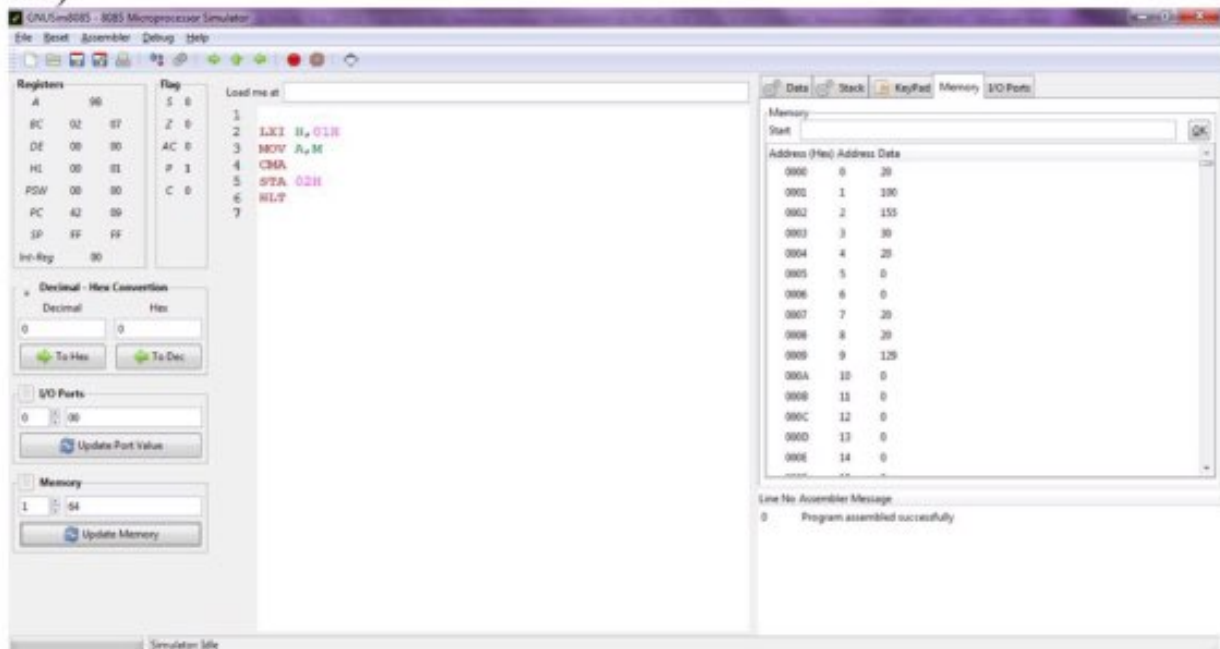 GNUSim8085 - 8085 Microprocessor Simulator
File Reset Assembler Debug Help
Registers
A 9B
BC 02 07
DE 00 00
HL 00 01
PSW 00 00
PC 42 09
SP FF FF
Int-Reg 00
Flag
S 0
Z 0
AC 0
P 1
C 0
Decimal - Hex Convertion
Decimal Hex
0 0
To Hex To Dec
I/O Ports
0 00
Update Port Value
Memory
1 64
Update Memory
Load me at
1
2 LXI H,01H
3 MOV A,M
4 CMA
5 STA 02H
6 HLT
7
Data Stack KeyPad Memory I/O Ports
Memory
Start OK
Address (Hex) Address Data
0000 0 20
0001 1 100
0002 2 155
0003 3 30
0004 4 20
0005 5 0
0006 6 0
0007 7 20
0008 8 20
0009 9 129
000A 10 0
000B 11 0
000C 12 0
000D 13 0
000E 14 0
Line No Assembler Message
0 Program assembled successfully
Simulator: Idle